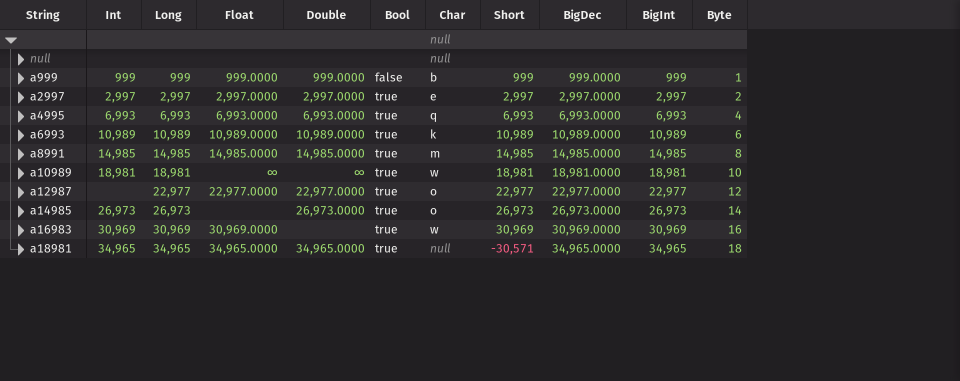 String Int Long Float Double Bool Char Short BigDec BigInt Byte
null
null null
a999 999 999 999.0000 999.0000 false b 999 999.0000 999 1
a2997 2,997 2,997 2,997.0000 2,997.0000 true e 2,997 2,997.0000 2,997 2
a4995 6,993 6,993 6,993.0000 6,993.0000 true q 6,993 6,993.0000 6,993 4
a6993 10,989 10,989 10,989.0000 10,989.0000 true k 10,989 10,989.0000 10,989 6
a8991 14,985 14,985 14,985.0000 14,985.0000 true m 14,985 14,985.0000 14,985 8
a10989 18,981 18,981 ∞ ∞ true w 18,981 18,981.0000 18,981 10
a12987 22,977 22,977.0000 22,977.0000 true o 22,977 22,977.0000 22,977 12
a14985 26,973 26,973 26,973.0000 true o 26,973 26,973.0000 26,973 14
a16983 30,969 30,969 30,969.0000 true w 30,969 30,969.0000 30,969 16
a18981 34,965 34,965 34,965.0000 34,965.0000 true null -30,571 34,965.0000 34,965 18